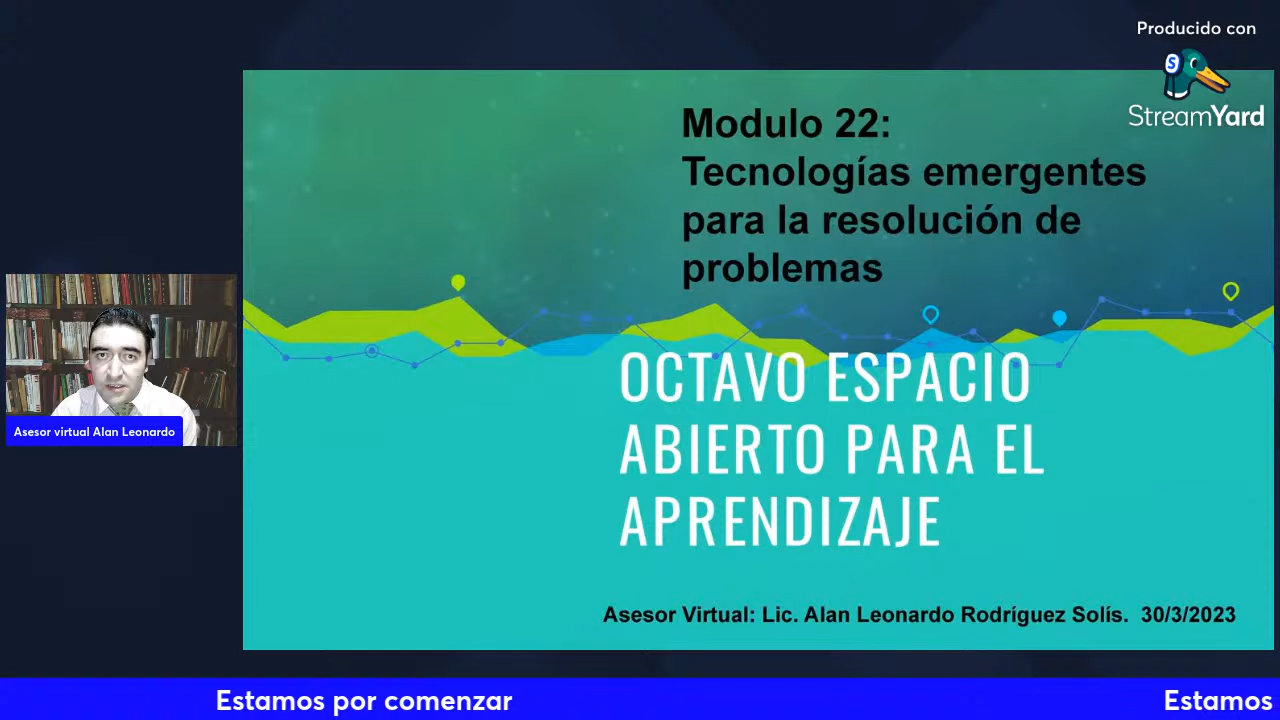 Producido con
StreamYard
Modulo 22:
Tecnologías emergentes
para la resolución de
problemas
OCTAVO ESPACIO
ABIERTO PARA EL
APRENDIZAJE
Asesor virtual Alan Leonardo
Asesor Virtual: Lic. Alan Leonardo Rodríguez Solís. 30/3/2023
Estamos por comenzar
Estamos